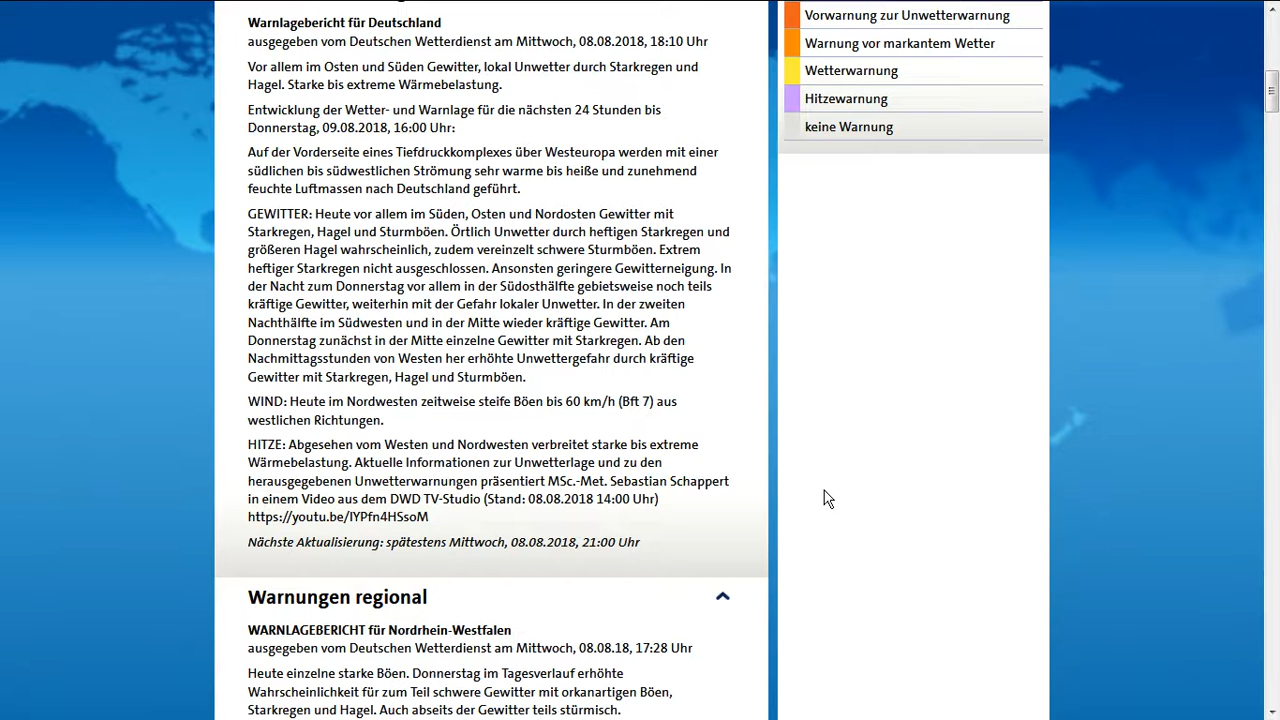 Warnlagebericht für Deutschland
ausgegeben vom Deutschen Wetterdienst am Mittwoch, 08.08.2018, 18:10 Uhr
Vor allem im Osten und Süden Gewitter, lokal Unwetter durch Starkregen und
Hagel. Starke bis extreme Wärmebelastung.
Entwicklung der Wetter- und Warnlage für die nächsten 24 Stunden bis
Donnerstag, 09.08.2018, 16:00 Uhr:
Auf der Vorderseite eines Tiefdruckkomplexes über Westeuropa werden mit einer
südlichen bis südwestlichen Strömung sehr warme bis heiße und zunehmend
feuchte Luftmassen nach Deutschland geführt.
GEWITTER: Heute vor allem im Süden, Osten und Nordosten Gewitter mit
Starkregen, Hagel und Sturmböen. Örtlich Unwetter durch heftigen Starkregen und
größeren Hagel wahrscheinlich, zudem vereinzelt schwere Sturmböen. Extrem
heftiger Starkregen nicht ausgeschlossen. Ansonsten geringere Gewitterneigung. In
der Nacht zum Donnerstag vor allem in der Südosthälfte gebietsweise noch teils
kräftige Gewitter, weiterhin mit der Gefahr lokaler Unwetter. In der zweiten
Nachthälfte im Südwesten und in der Mitte wieder kräftige Gewitter. Am
Donnerstag zunächst in der Mitte einzelne Gewitter mit Starkregen. Ab den
Nachmittagsstunden von Westen her erhöhte Unwettergefahr durch kräftige
Gewitter mit Starkregen, Hagel und Sturmböen.
WIND: Heute im Nordwesten zeitweise steife Böen bis 60 km/h (Bft 7) aus
westlichen Richtungen.
HITZE: Abgesehen vom Westen und Nordwesten verbreitet starke bis extreme
Wärmebelastung. Aktuelle Informationen zur Unwetterlage und zu den
herausgegebenen Unwetterwarnungen präsentiert MSc.-Met. Sebastian Schappert
in einem Video aus dem DWD TV-Studio (Stand: 08.08.2018 14:00 Uhr)
https://youtu.be/IYPfn4HSsoM
Nächste Aktualisierung: spätestens Mittwoch, 08.08.2018, 21:00 Uhr
Warnungen regional
WARNLAGEBERICHT für Nordrhein-Westfalen
ausgegeben vom Deutschen Wetterdienst am Mittwoch, 08.08.18, 17:28 Uhr
Heute einzelne starke Böen. Donnerstag im Tagesverlauf erhöhte
Wahrscheinlichkeit für zum Teil schwere Gewitter mit orkanartigen Böen,
Starkregen und Hagel. Auch abseits der Gewitter teils stürmisch.
Vorwarnung zur Unwetterwarnung
Warnung vor markantem Wetter
Wetterwarnung
Hitzewarnung
keine Warnung